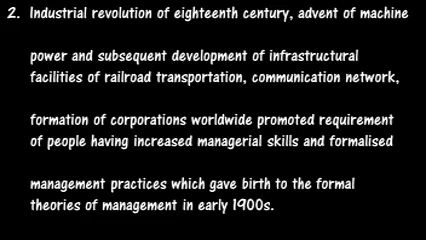 2. Industrial revolution of eighteenth century, advent of machine
power and subsequent development of infrastructural
facilities of railroad transportation, communication network,
formation of corporations worldwide promoted requirement
of people having increased managerial skills and formalised
management practices which gave birth to the formal
theories of management in early 1900s.